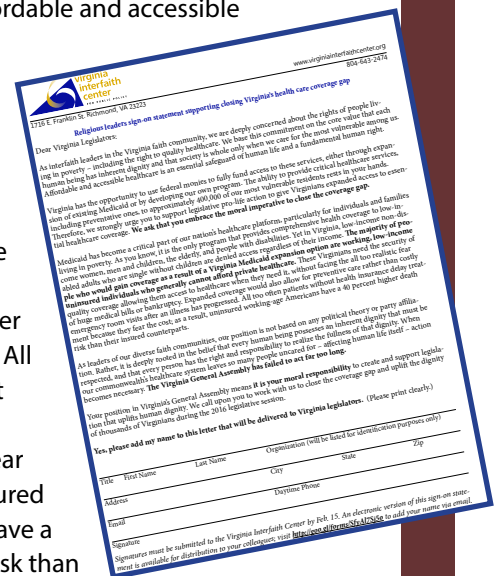 ordable and accessible
virginia
interfaith
center
FOR PUBLIC POLICY
www.virginiainterfaithcenter.org
1716 E. Franklin St. Richmond, VA 23223
804-643-2474
Religious leaders sign-on statement supporting closing Virginia's health care coverage gap
Dear Virginia Legislators:
As interfaith leaders in the Virginia faith community, we are deeply concerned about the rights of people liv-
ing in poverty – including the right to quality healthcare. We base this commitment on the core value that each
human being has inherent dignity and that society is whole only when we care for the most vulnerable among us.
Affordable and accessible healthcare is an essential safeguard of human life and a fundamental human right.
Virginia has the opportunity to use federal monies to fully fund access to these services, either through expan-
sion of existing Medicaid or by developing our own program. The ability to provide critical healthcare services,
including preventive ones, to approximately 400,000 of our most vulnerable residents rests in your hands.
Therefore, we strongly urge you to support legislative pro-life action to give Virginians expanded access to essen-
tial healthcare coverage. We ask that you embrace the moral imperative to close the coverage gap.
Medicaid has become a critical part of our nation's healthcare platform, particularly for individuals and families
living in poverty. As you know, it is the only program that provides comprehensive health coverage to low-in-
come women, men and children, the elderly, and people with disabilities. Yet in Virginia, low-income non-dis-
abled adults who are single without children are denied access regardless of their income. The majority of peo-
ple who would gain coverage as a result of a Virginia Medicaid expansion option are working, low-income
uninsured individuals who generally cannot afford private healthcare. These Virginians need the security of
quality coverage allowing them access to healthcare when they need it, without facing the all too realistic fear
of huge medical bills or bankruptcy. Expanded coverage would also allow for preventive care rather than costly
emergency room visits after an illness has progressed. All too often patients without health insurance delay treat-
ment because they fear the cost; as a result, uninsured working-age Americans have a 40 percent higher death
risk than their insured counterparts.
As leaders of our diverse faith communities, our position is not based on any political theory or party affilia-
tion. Rather, it is deeply rooted in the belief that every human being possesses an inherent dignity that must be
respected, and that every person has the right and responsibility to realize the fullness of that dignity. When
our commonwealth's healthcare system leaves so many people uncared for – affecting human life itself – action
becomes necessary. The Virginia General Assembly has failed to act for too long.
Your position in Virginia's General Assembly means it is your moral responsibility to create and support legisla-
tion that uplifts human dignity. We call upon you to work with us to close the coverage gap and uplift the dignity
of thousands of Virginians during the 2016 legislative session.
Yes, please add my name to this letter that will be delivered to Virginia legislators. (Please print clearly.)
Title First Name Last Name Organization (will be listed for identification purposes only)
Address City State Zip
Email Daytime Phone
Signature
Signatures must be submitted to the Virginia Interfaith Center by Feb. 15. An electronic version of this sign-on state-
ment is available for distribution to your colleagues; visit to add your name via email.
e
er
All
t
ear
ured
ave a
sk than